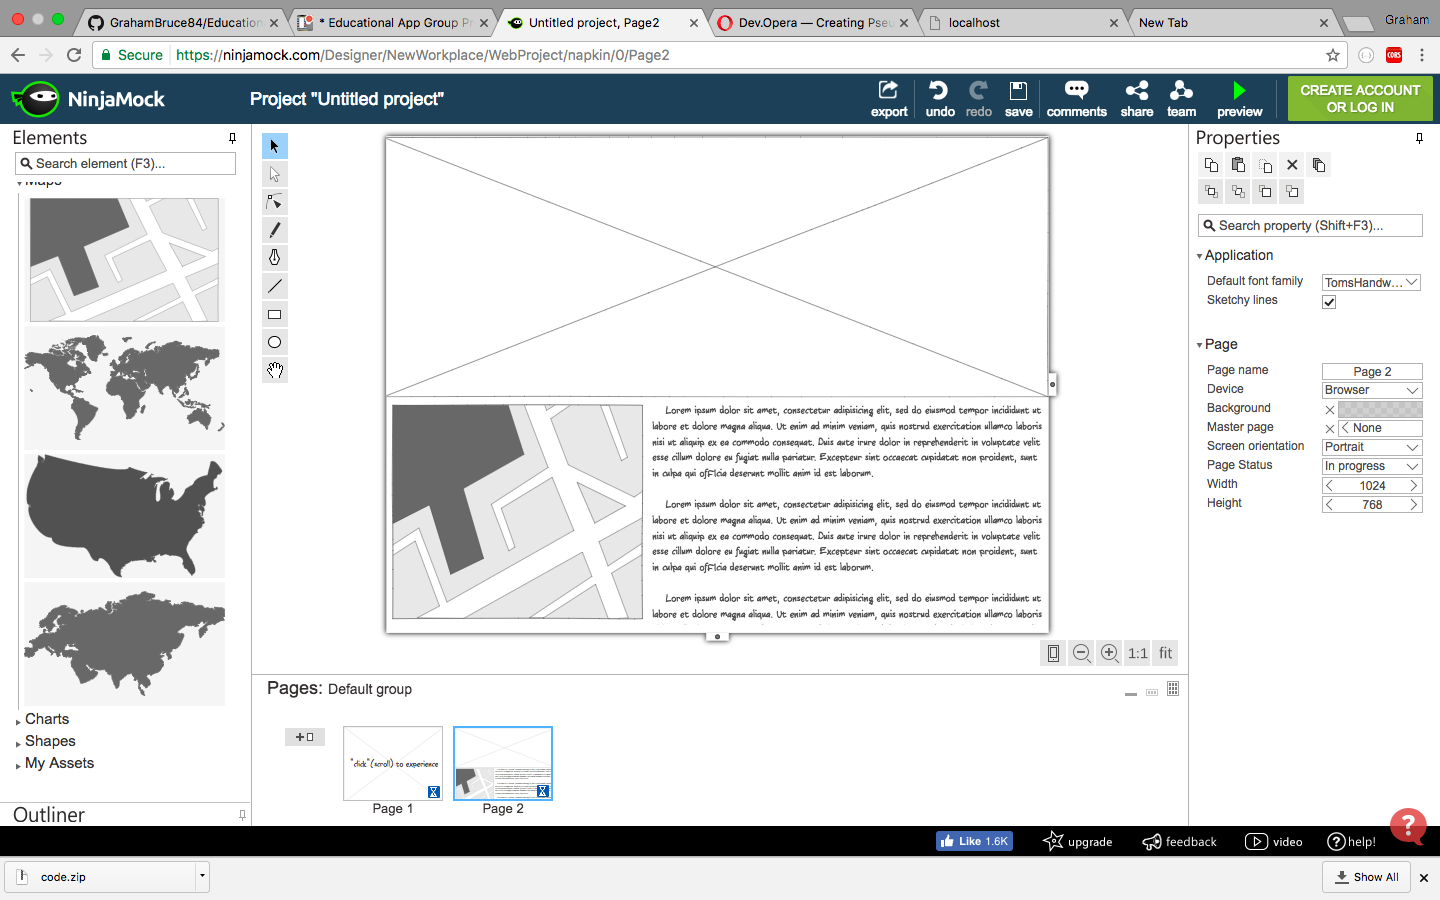 GrahamBruce84/Education
* Educational App Group Pr
Untitled project, Page2
Dev.Opera — Creating Pseu
localhost
New Tab
Graham
Secure
https://ninjamock.com/Designer/NewWorkplace/WebProject/napkin/0/Page2
CORS
NinjaMock
Project "Untitled project"
export
undo
redo
save
comments
share
team
preview
CREATE ACCOUNT
OR LOG IN
Elements
Search element (F3)...
Maps
Charts
Shapes
My Assets
Outliner
Lorem ipsum dolor sit amet, consectetur adipisicing elit, sed do eiusmod tempor incididunt ut
labore et dolore magna aliqua. Ut enim ad minim veniam, quis nostrud exercitation ullamco laboris
nisi ut aliquip ex ea commodo consequat. Duis aute irure dolor in reprehenderit in voluptate velit
esse cillum dolore eu fugiat nulla pariatur. Excepteur sint occaecat cupidatat non proident, sunt
in culpa qui officia deserunt mollit anim id est laborum.
Lorem ipsum dolor sit amet, consectetur adipisicing elit, sed do eiusmod tempor incididunt ut
labore et dolore magna aliqua. Ut enim ad minim veniam, quis nostrud exercitation ullamco laboris
nisi ut aliquip ex ea commodo consequat. Duis aute irure dolor in reprehenderit in voluptate velit
esse cillum dolore eu fugiat nulla pariatur. Excepteur sint occaecat cupidatat non proident, sunt
in culpa qui officia deserunt mollit anim id est laborum.
Lorem ipsum dolor sit amet, consectetur adipisicing elit, sed do eiusmod tempor incididunt ut
labore et dolore magna aliqua. Ut enim ad minim veniam, quis nostrud exercitation ullamco laboris
1:1
fit
Pages: Default group
"click"(scroll) to experience
Page 1
Page 2
Properties
Search property (Shift+F3)...
Application
Default font family
TomsHandw...
Sketchy lines
Page
Page name
Page 2
Device
Browser
Background
Master page
None
Screen orientation
Portrait
Page Status
In progress
Width
1024
Height
768
Like 1.6K
upgrade
feedback
video
help!
?
code.zip
Show All